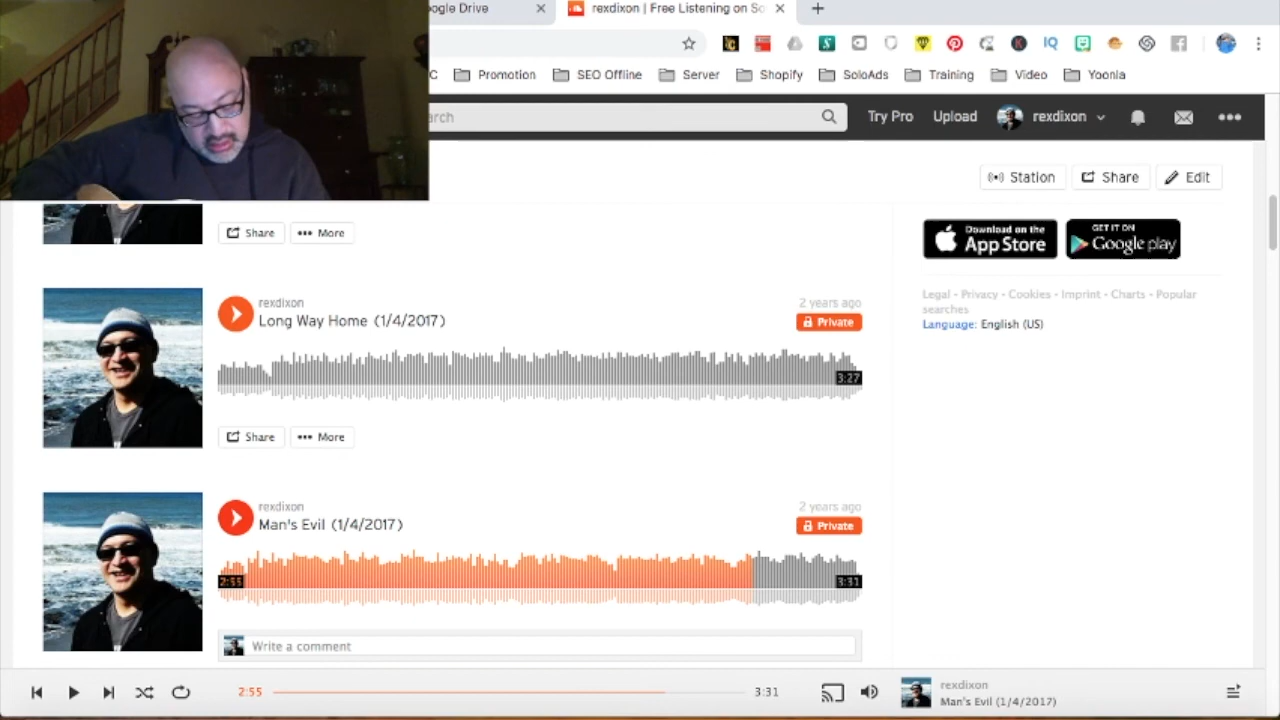 ogle Drive
rexdixon | Free Listening on So
C
Promotion
SEO Offline
Server
Shopify
SoloAds
Training
Video
Yoonla
IQ
arch
Try Pro
Upload
rexdixon
Station
Share
Edit
Share
More
Download on the
App Store
GET IT ON
Google play
Legal - Privacy - Cookies - Imprint - Charts - Popular
searches
Language: English (US)
rexdixon
2 years ago
Long Way Home (1/4/2017)
Private
3:27
Share
More
rexdixon
2 years ago
Man's Evil (1/4/2017)
Private
2:55
3:31
Write a comment
2:55
3:31
rexdixon
Man's Evil (1/4/2017)